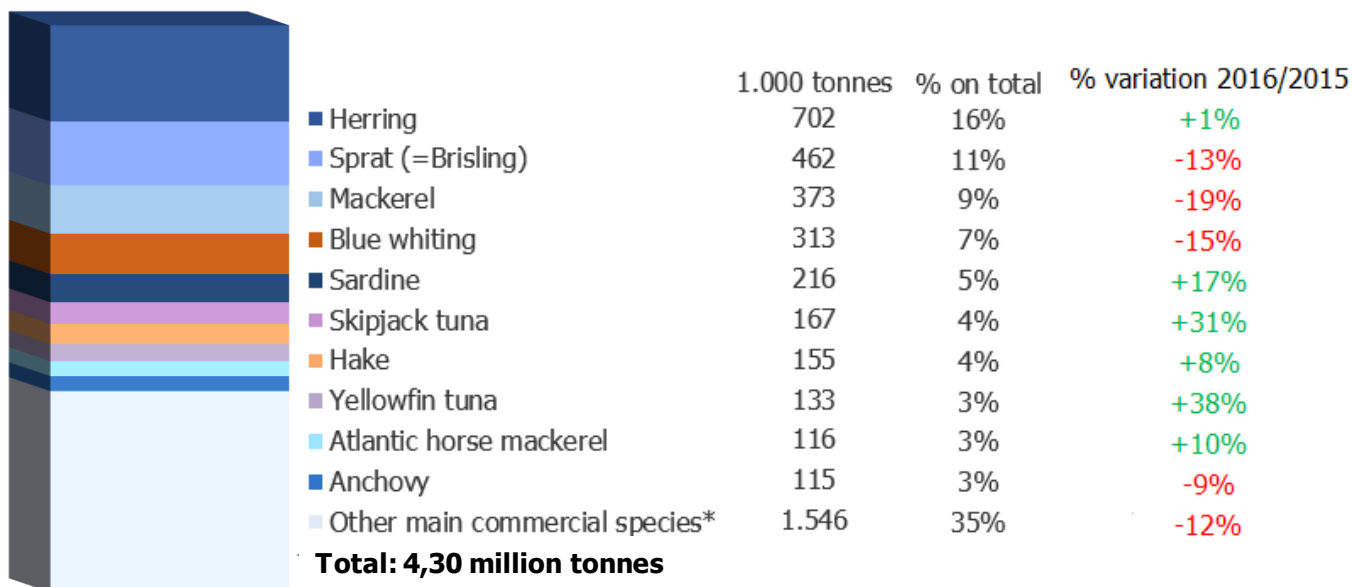 1.000 tonnes % on total % variation 2016/2015
Herring 702 16% +1%
Sprat (=Brisling) 462 11% -13%
Mackerel 373 9% -19%
Blue whiting 313 7% -15%
Sardine 216 5% +17%
Skipjack tuna 167 4% +31%
Hake 155 4% +8%
Yellowfin tuna 133 3% +38%
Atlantic horse mackerel 116 3% +10%
Anchovy 115 3% -9%
Other main commercial species* 1.546 35% -12%
Total: 4,30 million tonnes